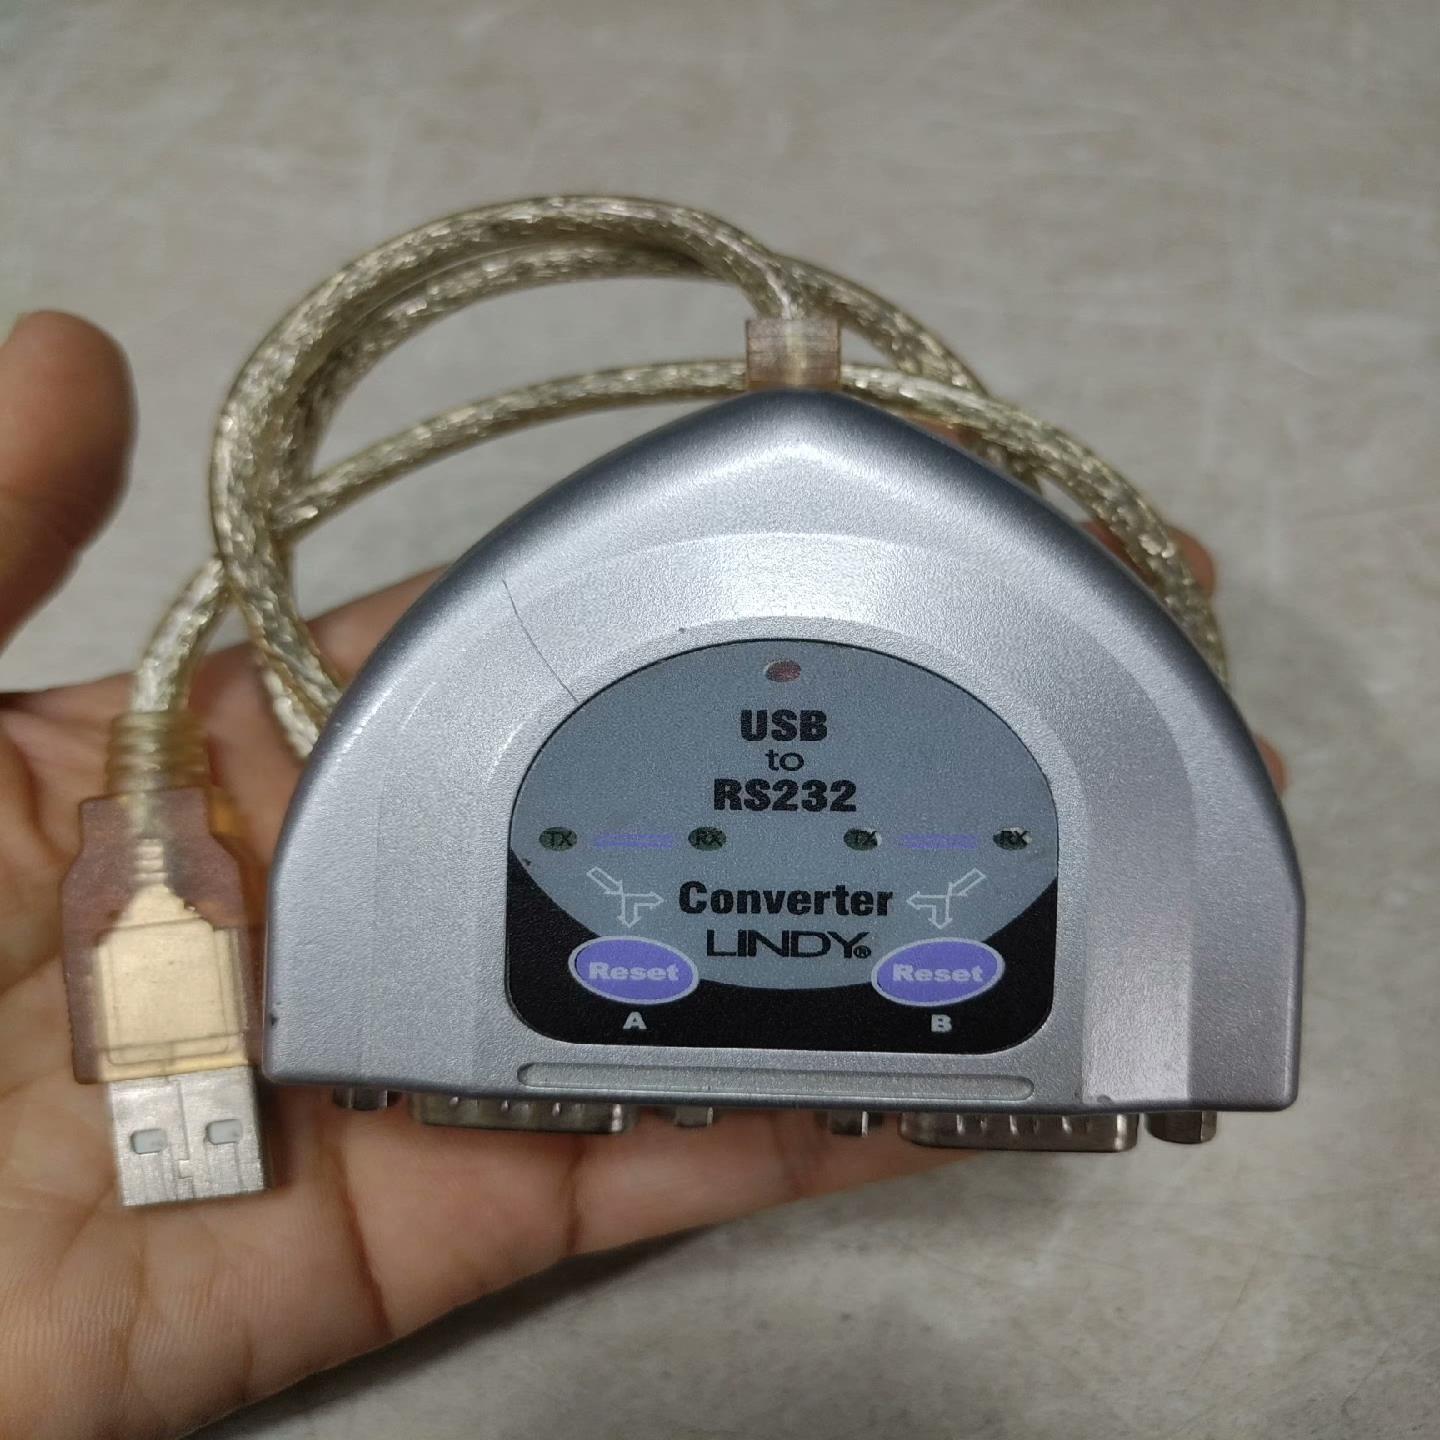 USB
to
RS232
TX RX TX RX
Converter
LINDY®
Reset Reset
A B